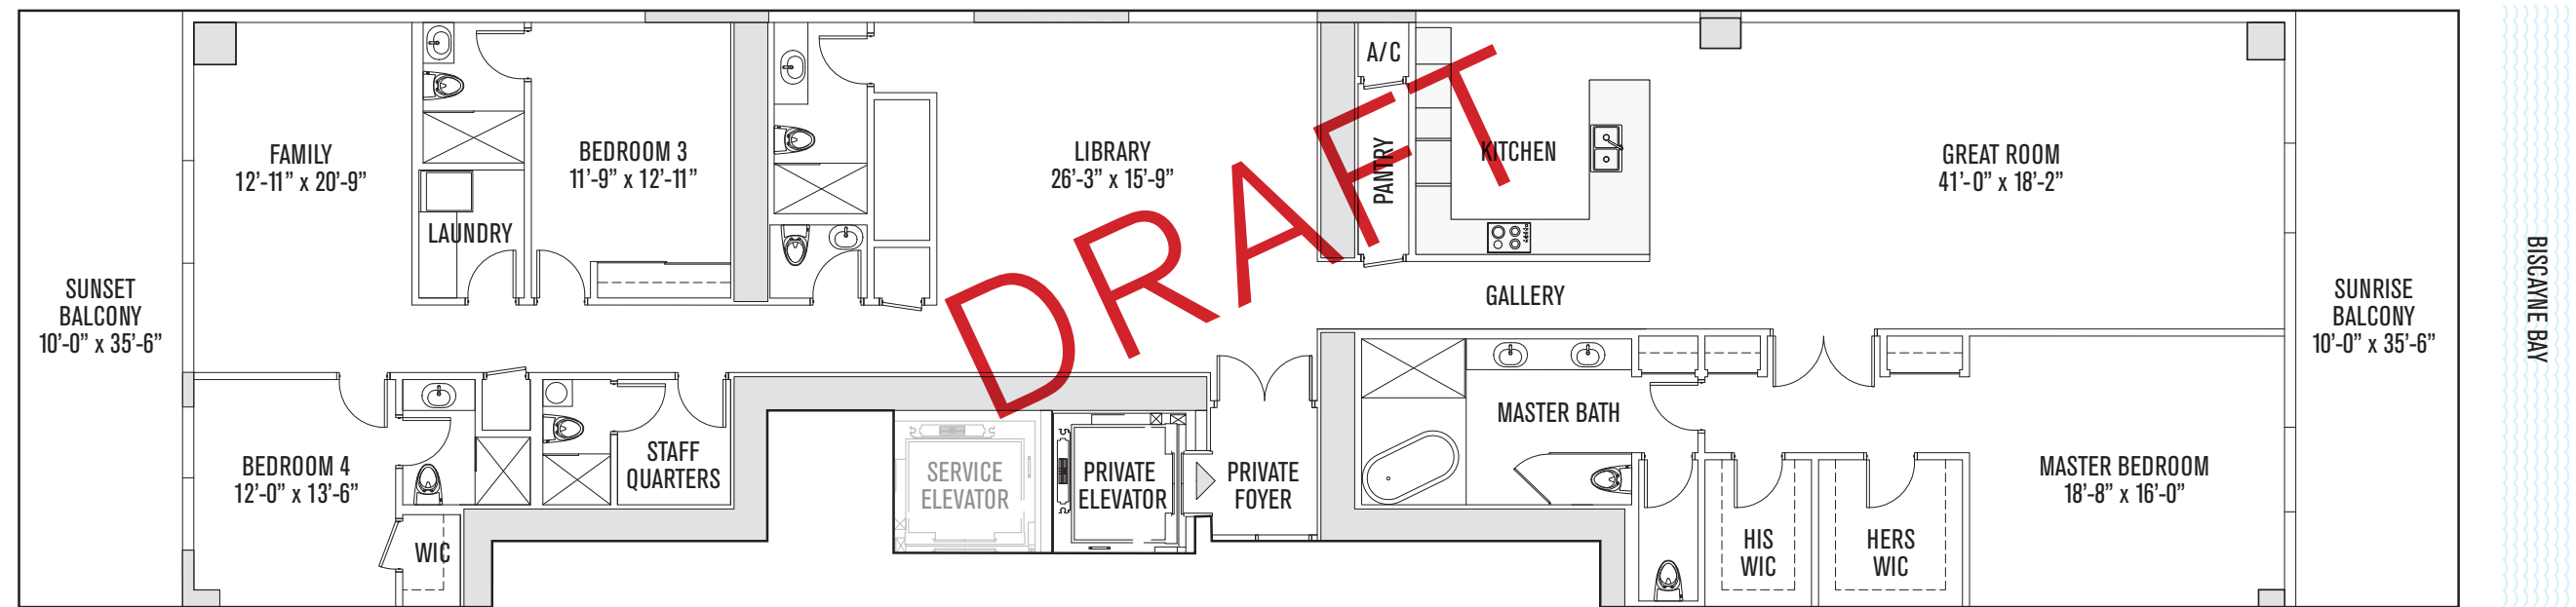 FAMILY
12'-11” x 20'-9”
BEDROOM 3
11'-9” x 12'-11”
LAUNDRY
LIBRARY
26'-3” x 15'-9”
A/C
PANTRY
KITCHEN
GREAT ROOM
41'-0” x 18'-2”
SUNSET
BALCONY
10'-0” x 35'-6”
GALLERY
SUNRISE
BALCONY
10'-0” x 35'-6”
BISCAYNE BAY
BEDROOM 4
12'-0” x 13'-6”
WIC
STAFF
QUARTERS
SERVICE
ELEVATOR
PRIVATE
ELEVATOR
PRIVATE
FOYER
MASTER BATH
HIS
WIC
HERS
WIC
MASTER BEDROOM
18'-8” x 16'-0”
DRAFT